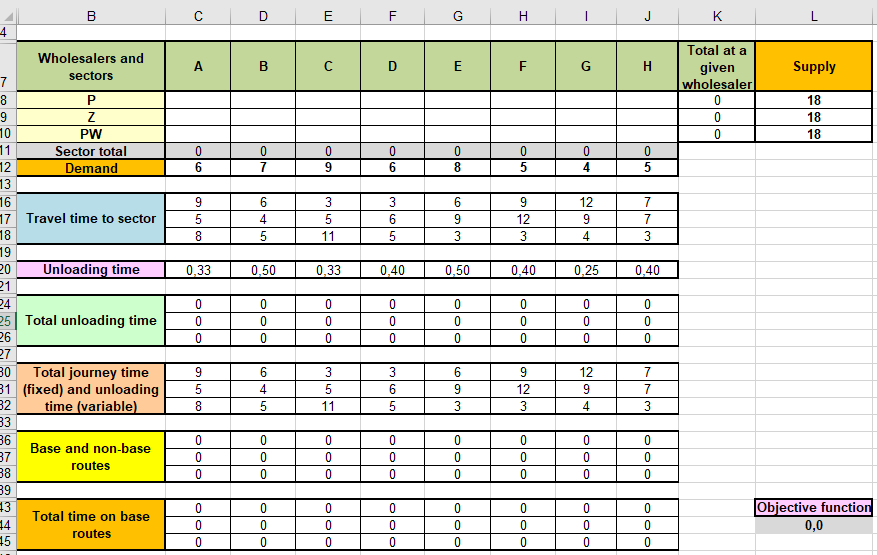 B C D E F G H I J K L
4
7 Wholesalers and sectors A B C D E F G H Total at a given wholesaler Supply
8 P 0 18
9 Z 0 18
10 PW 0 18
11 Sector total 0 0 0 0 0 0 0 0
12 Demand 6 7 9 6 8 5 4 5
13
16 9 6 3 3 6 9 12 7
17 Travel time to sector 5 4 5 6 9 12 9 7
18 8 5 11 5 3 3 4 3
19
20 Unloading time 0,33 0,50 0,33 0,40 0,50 0,40 0,25 0,40
21
24 0 0 0 0 0 0 0 0
25 Total unloading time 0 0 0 0 0 0 0 0
26 0 0 0 0 0 0 0 0
27
30 Total journey time 9 6 3 3 6 9 12 7
31 (fixed) and unloading 5 4 5 6 9 12 9 7
32 time (variable) 8 5 11 5 3 3 4 3
33
36 0 0 0 0 0 0 0 0
37 Base and non-base routes 0 0 0 0 0 0 0 0
38 0 0 0 0 0 0 0 0
39
43 0 0 0 0 0 0 0 0 Objective function
44 Total time on base routes 0 0 0 0 0 0 0 0 0,0
45 0 0 0 0 0 0 0 0